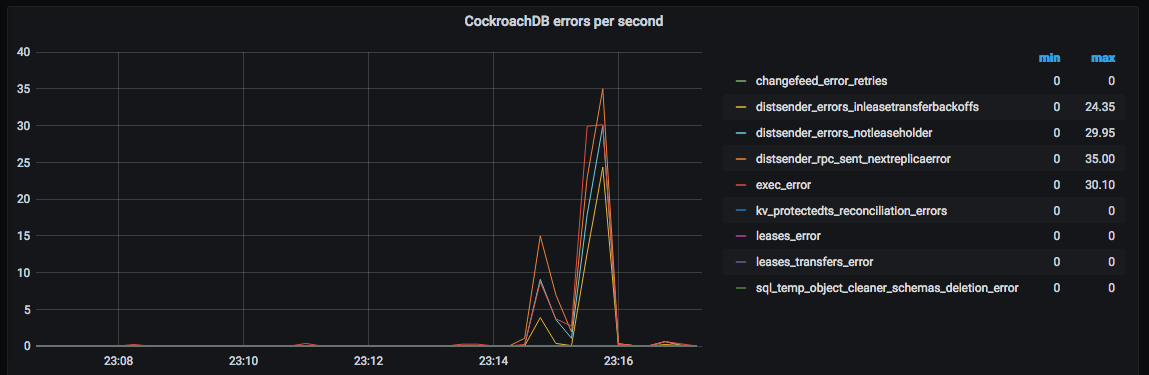 CockroachDB errors per second
40
35
30
25
20
15
10
5
0
23:08 23:10 23:12 23:14 23:16
min max
changefeed_error_retries 0 0
distsender_errors_inleasetransferbackoffs 0 24.35
distsender_errors_notleaseholder 0 29.95
distsender_rpc_sent_nextreplicaerror 0 35.00
exec_error 0 30.10
kv_protectedts_reconciliation_errors 0 0
leases_error 0 0
leases_transfers_error 0 0
sql_temp_object_cleaner_schemas_deletion_error 0 0